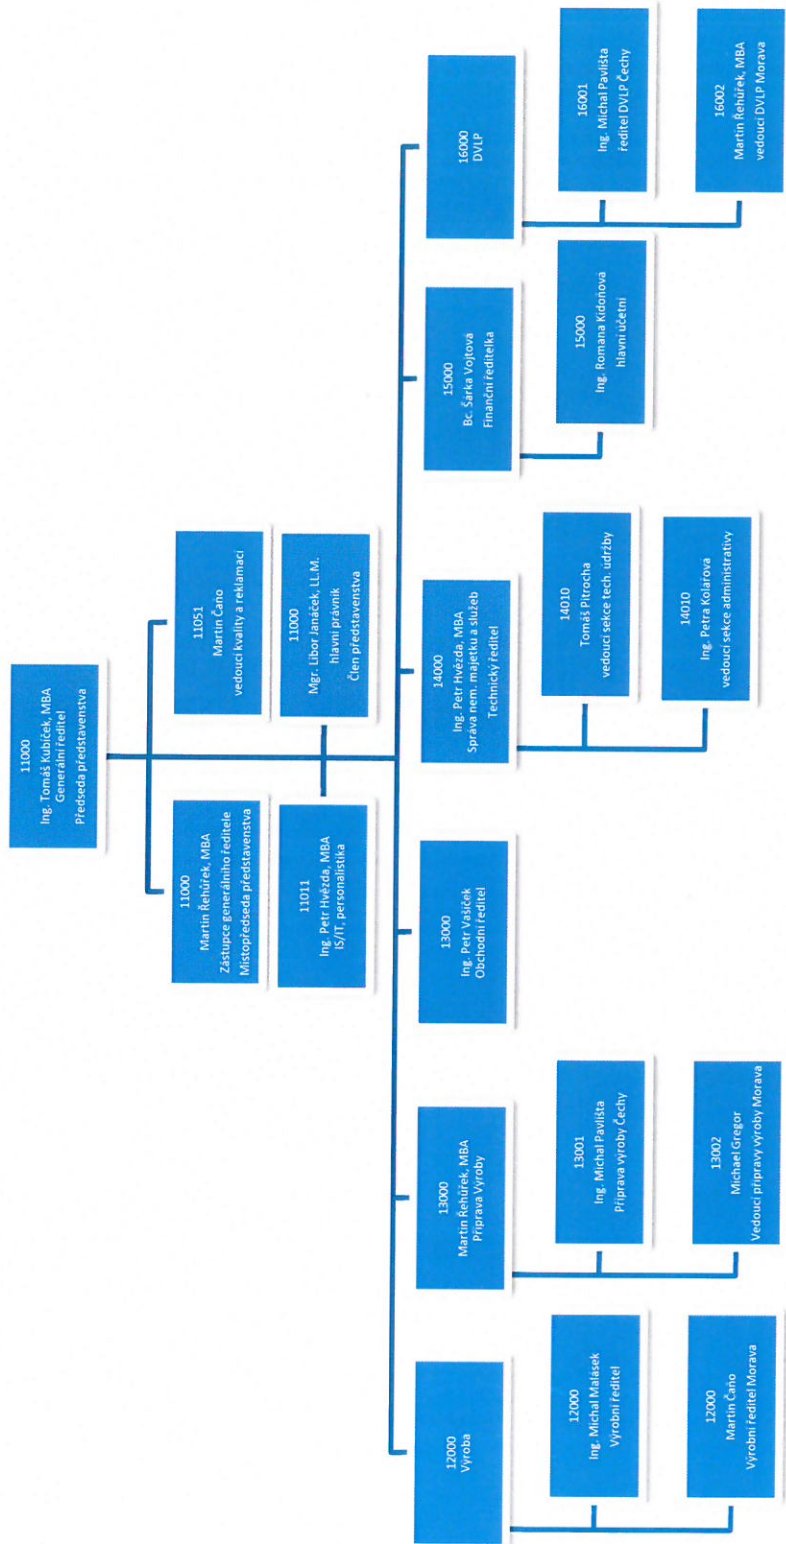 11000
Ing. Tomáš Kubíček, MBA
Generální ředitel
Předseda představenstva
11000
Martin Řehůřek, MBA
Zástupce generálního ředitele
Místopředseda představenstva
11051
Martin Čaňo
vedoucí kvality a reklamací
11011
Ing. Petr Hvězda, MBA
IS/IT, personalistika
11000
Mgr. Libor Janáček, LL.M.
hlavní právník
Člen představenstva
12000
Výroba
12000
Ing. Michal Malásek
Výrobní ředitel
12000
Martin Čaňo
Výrobní ředitel Morava
13000
Martin Řehůřek, MBA
Příprava Výroby
13001
Ing. Michal Pavlišta
Příprava výroby Čechy
13002
Michael Gregor
Vedoucí přípravy výroby Morava
13000
Ing. Petr Vašíček
Obchodní ředitel
14000
Ing. Petr Hvězda, MBA
Správa nem. majetku a služeb
Technický ředitel
14010
Tomáš Pitrocha
vedoucí sekce tech. údržby
14010
Ing. Petra Kolářova
vedoucí sekce administrativy
15000
Bc. Šárka Vojtová
Finanční ředitelka
15000
Ing. Romana Kidoňová
hlavní účetní
16000
DVLP
16001
Ing. Michal Pavlišta
ředitel DVLP Čechy
16002
Martin Řehůřek, MBA
vedoucí DVLP Morava